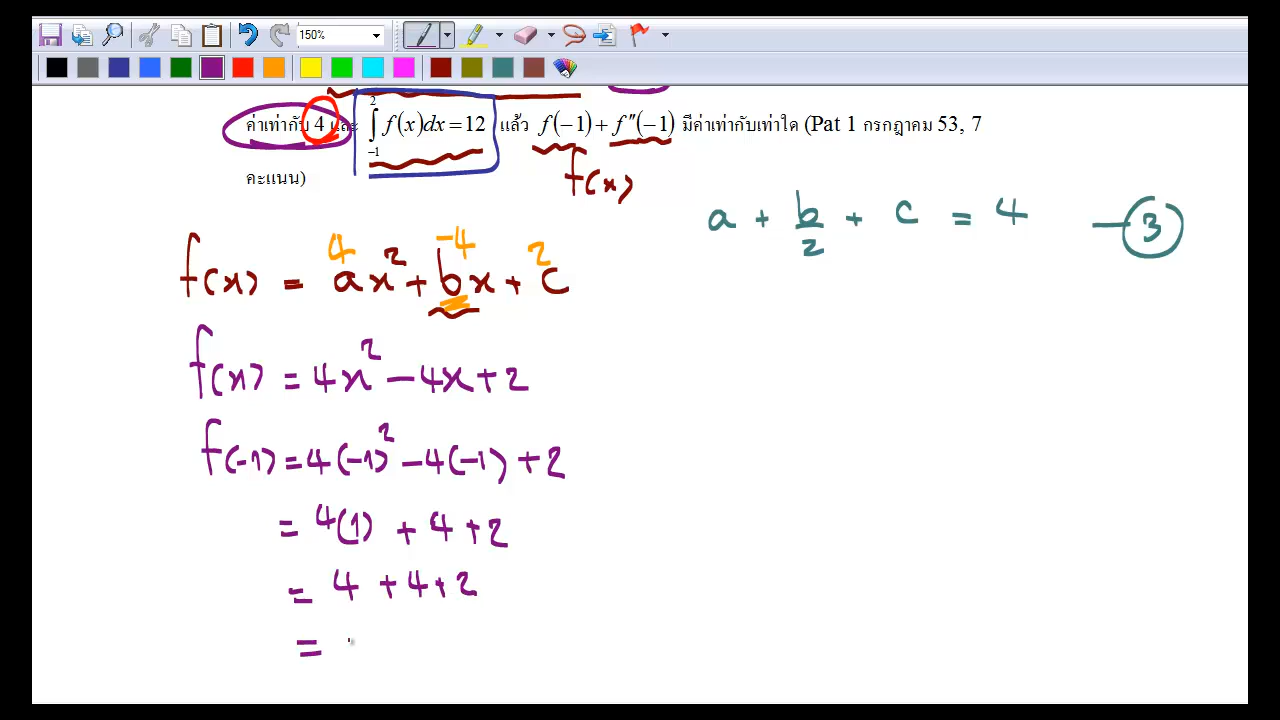 150%
ค่าเท่ากับ 4 และ ∫₋₁² f(x)dx = 12 แล้ว f(−1) + f″(−1) มีค่าเท่ากับเท่าใด (Pat 1 กรกฎาคม 53, 7
คะแนน)
f(x)
a + b/2 + c = 4 — ③
4 -4 2
f(x) = ax² + bx + c
f(x) = 4x² - 4x + 2
f(-1) = 4(-1)² - 4(-1) + 2
= 4(1) + 4 + 2
= 4 + 4 + 2
=